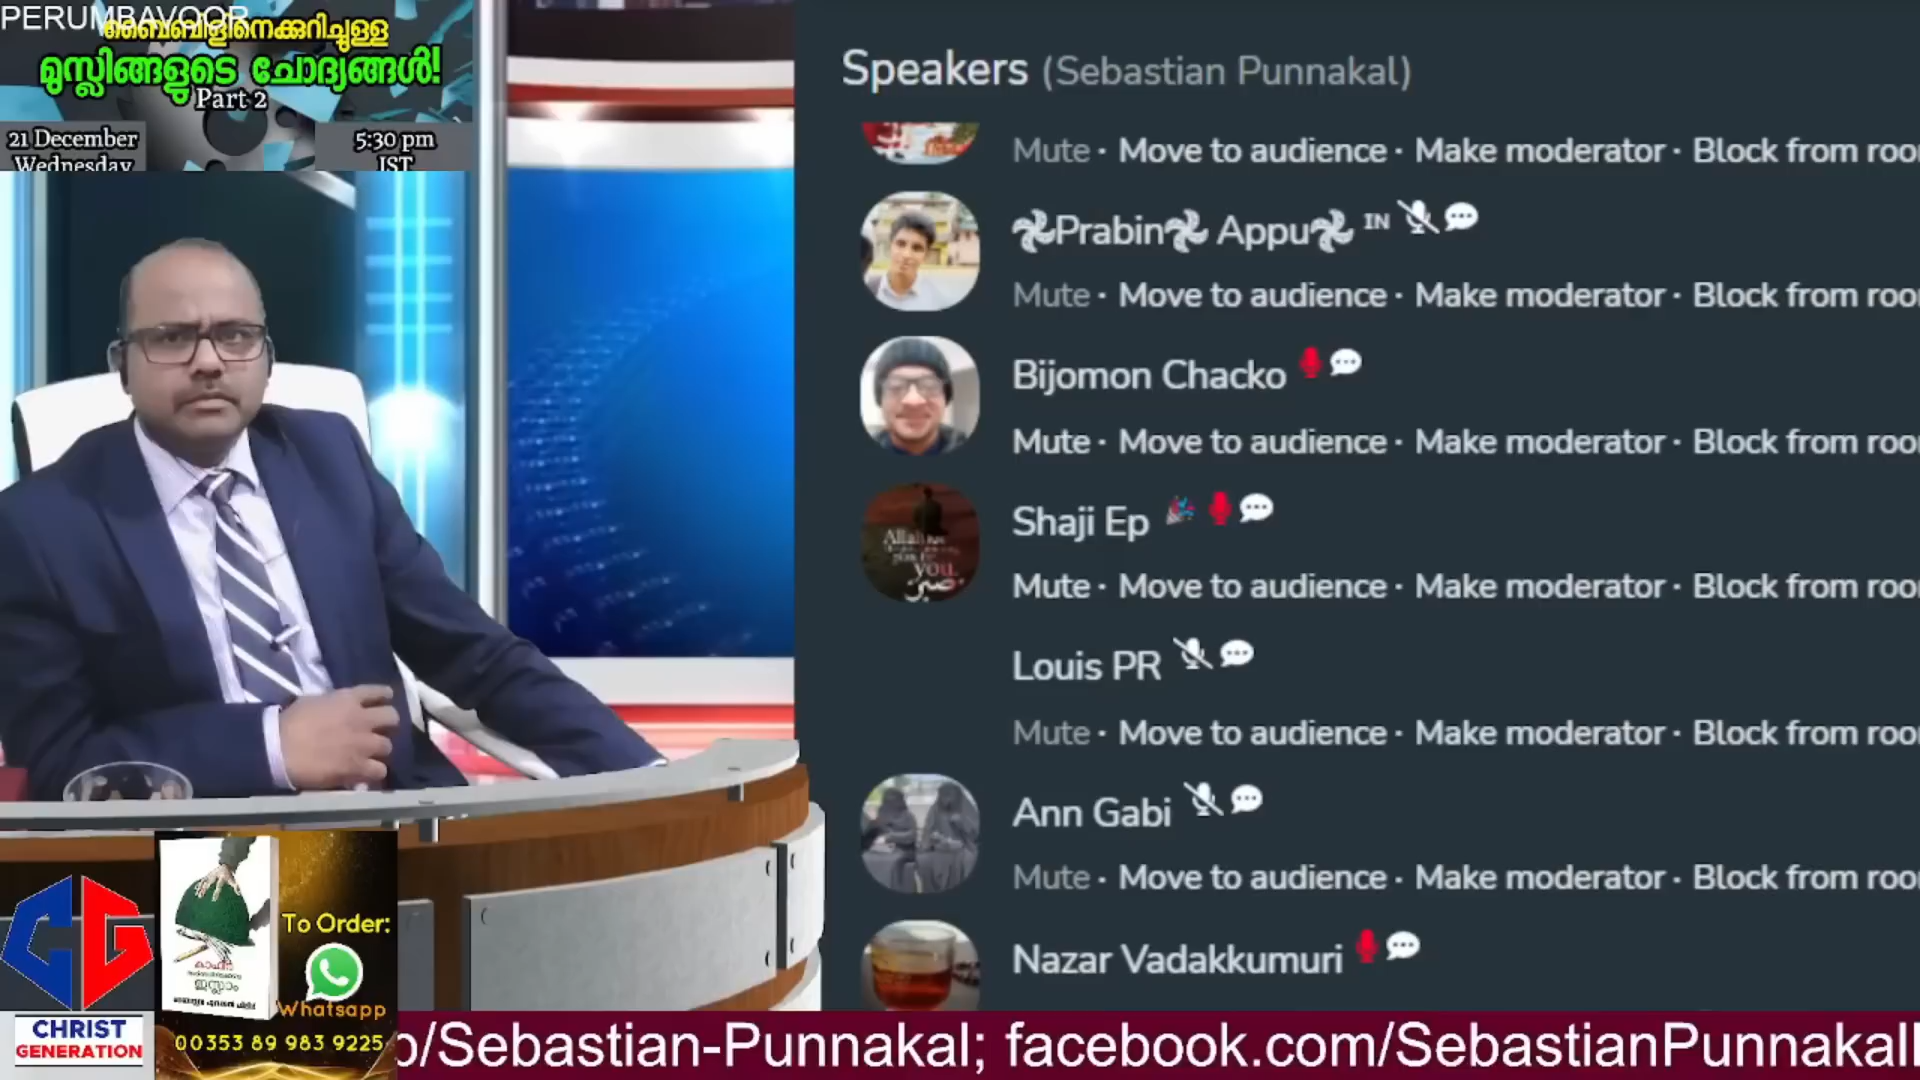 PERUMBAVOOR
ബൈബിളിനെക്കുറിച്ചുള്ള
മുസ്ലിങ്ങളുടെ ചോദ്യങ്ങൾ!
Part 2
21 December
Wednesday
5:30 pm
IST
Speakers (Sebastian Punnakal)
Mute · Move to audience · Make moderator · Block from roo
Prabin Appu IN
Mute · Move to audience · Make moderator · Block from roo
Bijomon Chacko
Mute · Move to audience · Make moderator · Block from roo
Shaji Ep
Allah
you.
Mute · Move to audience · Make moderator · Block from roo
Louis PR
Mute · Move to audience · Make moderator · Block from roo
Ann Gabi
Mute · Move to audience · Make moderator · Block from roo
Nazar Vadakkumuri
CG
CHRIST
GENERATION
ഇസ്ലാം
To Order:
Whatsapp
00353 89 983 9225
o/Sebastian-Punnakal; facebook.com/SebastianPunnakall